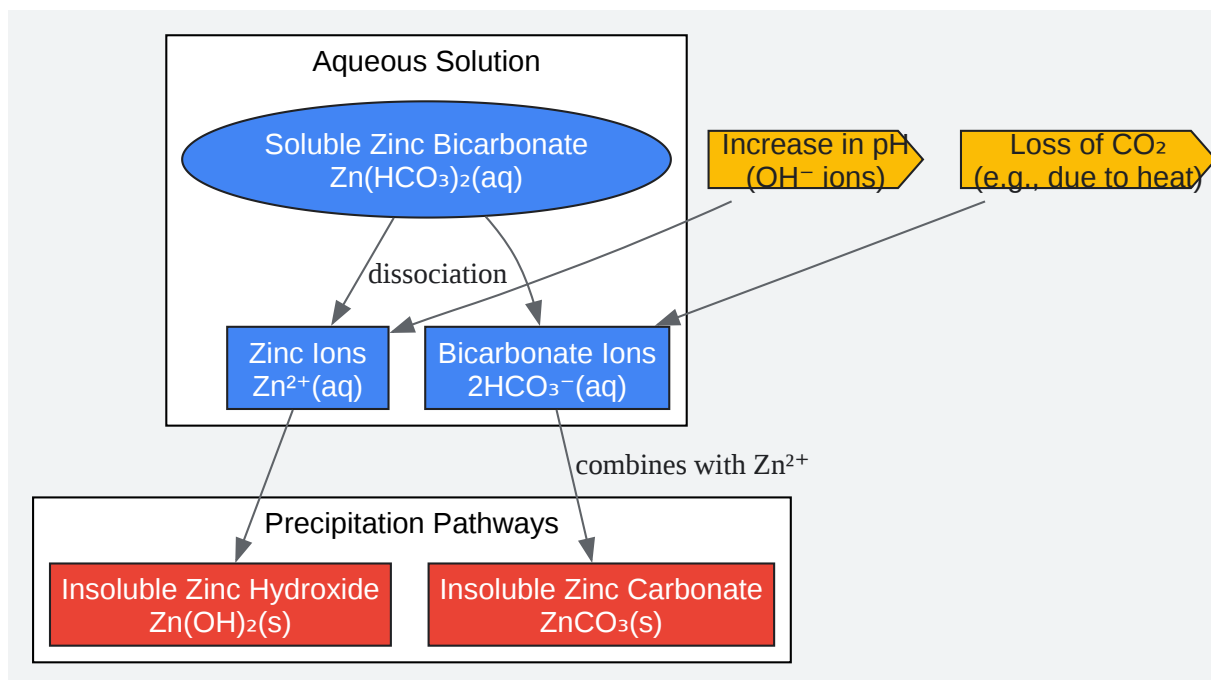 Aqueous Solution
Soluble Zinc Bicarbonate
Zn(HCO₃)₂(aq)
Increase in pH
(OH⁻ ions)
Loss of CO₂
(e.g., due to heat)
dissociation
Zinc Ions
Zn²⁺(aq)
Bicarbonate Ions
2HCO₃⁻(aq)
combines with Zn²⁺
Precipitation Pathways
Insoluble Zinc Hydroxide
Zn(OH)₂(s)
Insoluble Zinc Carbonate
ZnCO₃(s)